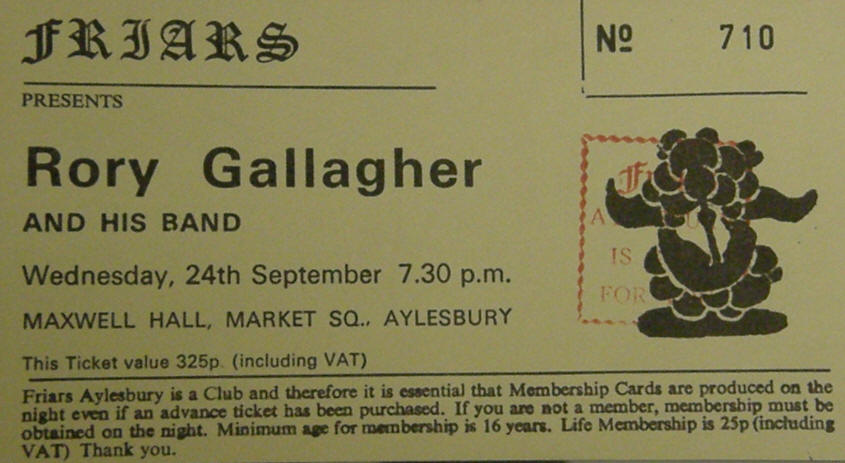 FRIARS
Nº 710
PRESENTS
Rory Gallagher
AND HIS BAND
Wednesday, 24th September 7.30 p.m.
MAXWELL HALL, MARKET SQ., AYLESBURY
This Ticket value 325p. (including VAT)
IS
FOR
Friars Aylesbury is a Club and therefore it is essential that Membership Cards are produced on the
night even if an advance ticket has been purchased. If you are not a member, membership must be
obtained on the night. Minimum age for membership is 16 years. Life Membership is 25p (including
VAT) Thank you.